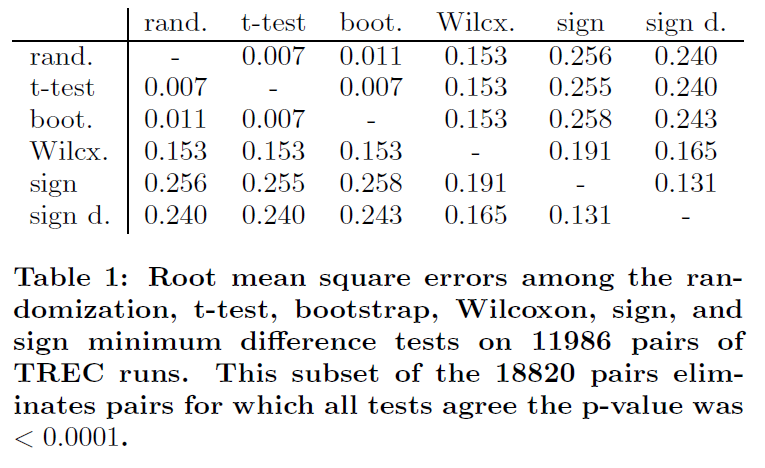 rand. t-test boot. Wilcx. sign sign d.
rand. - 0.007 0.011 0.153 0.256 0.240
t-test 0.007 - 0.007 0.153 0.255 0.240
boot. 0.011 0.007 - 0.153 0.258 0.243
Wilcx. 0.153 0.153 0.153 - 0.191 0.165
sign 0.256 0.255 0.258 0.191 - 0.131
sign d. 0.240 0.240 0.243 0.165 0.131 -
Table 1: Root mean square errors among the ran-
domization, t-test, bootstrap, Wilcoxon, sign, and
sign minimum difference tests on 11986 pairs of
TREC runs. This subset of the 18820 pairs elim-
inates pairs for which all tests agree the p-value was
< 0.0001.